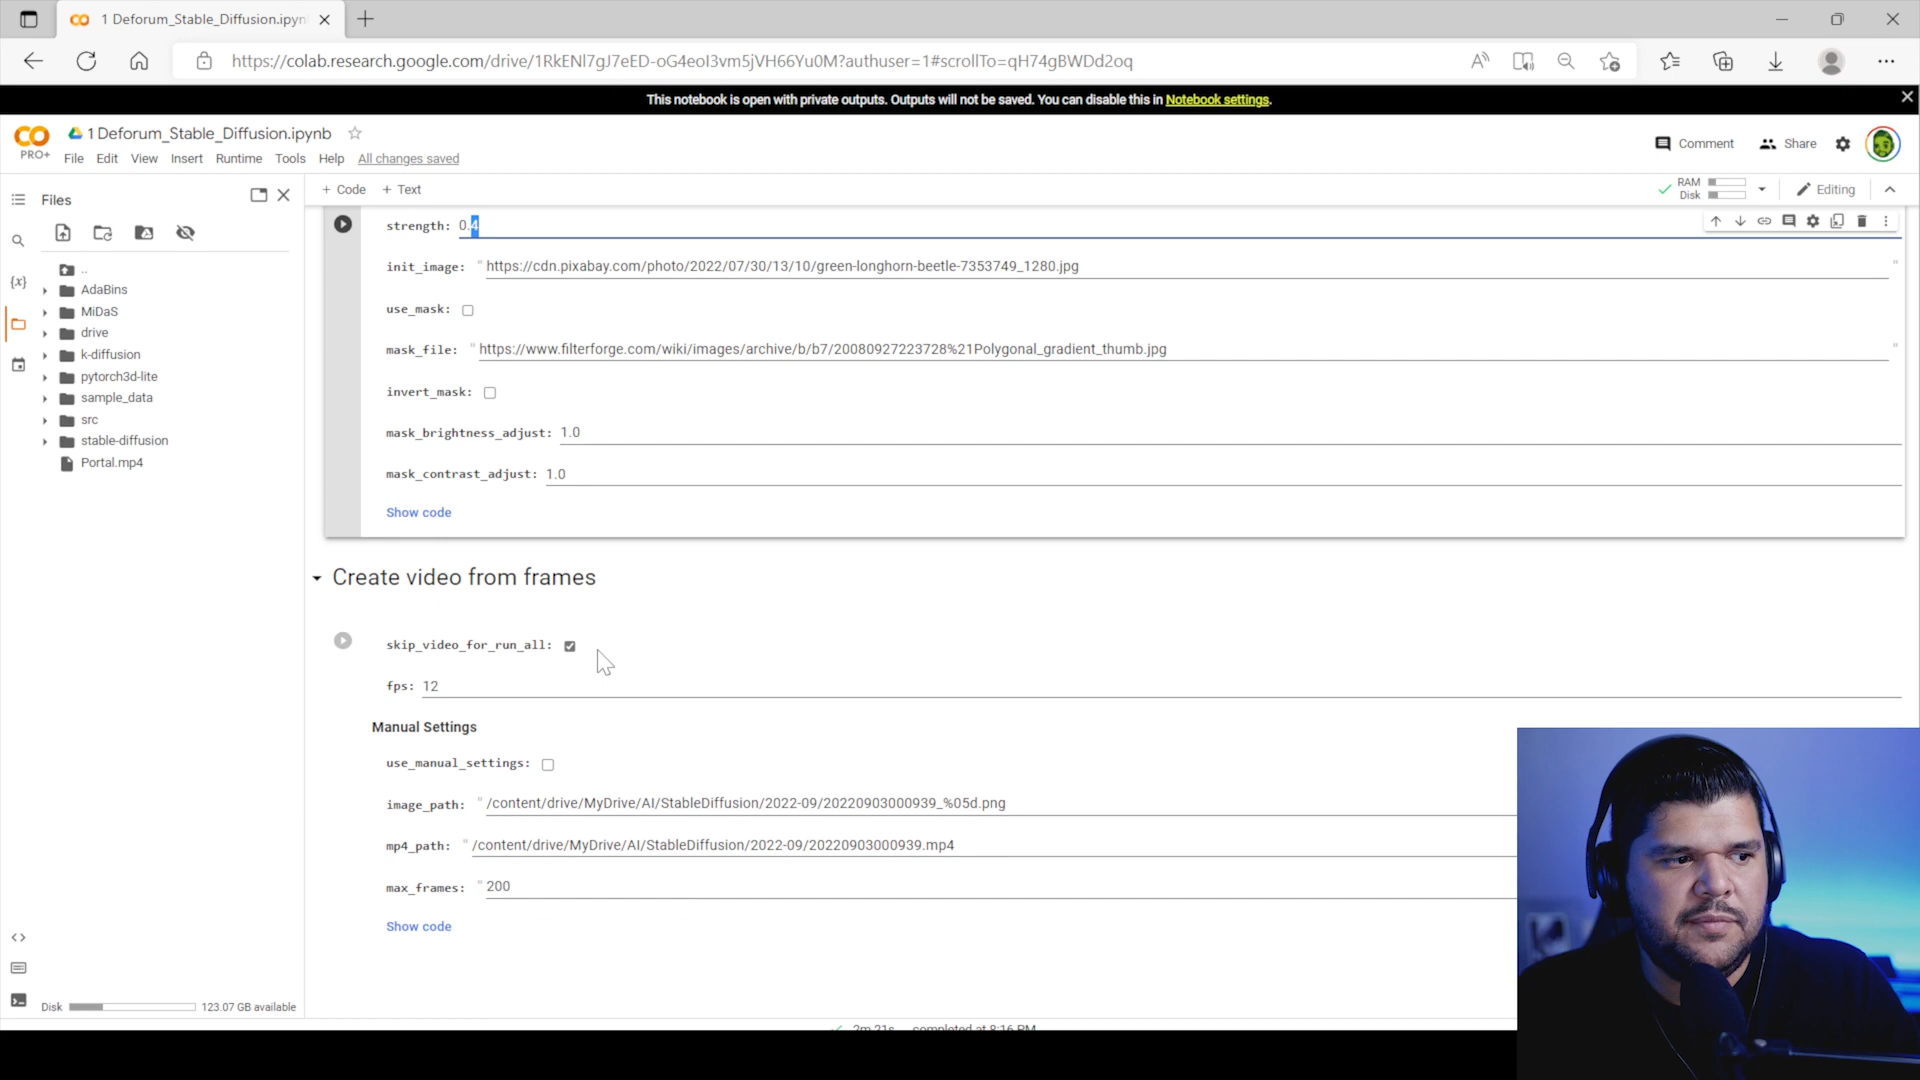 1 Deforum_Stable_Diffusion.ipyn
https://colab.research.google.com/drive/1RkENl7gJ7eED-oG4eoI3vm5jVH66Yu0M?authuser=1#scrollTo=qH74gBWDd2oq
This notebook is open with private outputs. Outputs will not be saved. You can disable this in Notebook settings.
PRO+
1 Deforum_Stable_Diffusion.ipynb
File Edit View Insert Runtime Tools Help All changes saved
Comment Share
Files
+ Code + Text
RAM
Disk
Editing
..
AdaBins
MiDaS
drive
k-diffusion
pytorch3d-lite
sample_data
src
stable-diffusion
Portal.mp4
Disk 123.07 GB available
strength: 0.4
init_image: "https://cdn.pixabay.com/photo/2022/07/30/13/10/green-longhorn-beetle-7353749_1280.jpg "
use_mask:
mask_file: "https://www.filterforge.com/wiki/images/archive/b/b7/20080927223728%21Polygonal_gradient_thumb.jpg "
invert_mask:
mask_brightness_adjust: 1.0
mask_contrast_adjust: 1.0
Show code
Create video from frames
skip_video_for_run_all:
fps: 12
Manual Settings
use_manual_settings:
image_path: "/content/drive/MyDrive/AI/StableDiffusion/2022-09/20220903000939_%05d.png
mp4_path: "/content/drive/MyDrive/AI/StableDiffusion/2022-09/20220903000939.mp4
max_frames: "200
Show code
2m 21s completed at 8:16 PM